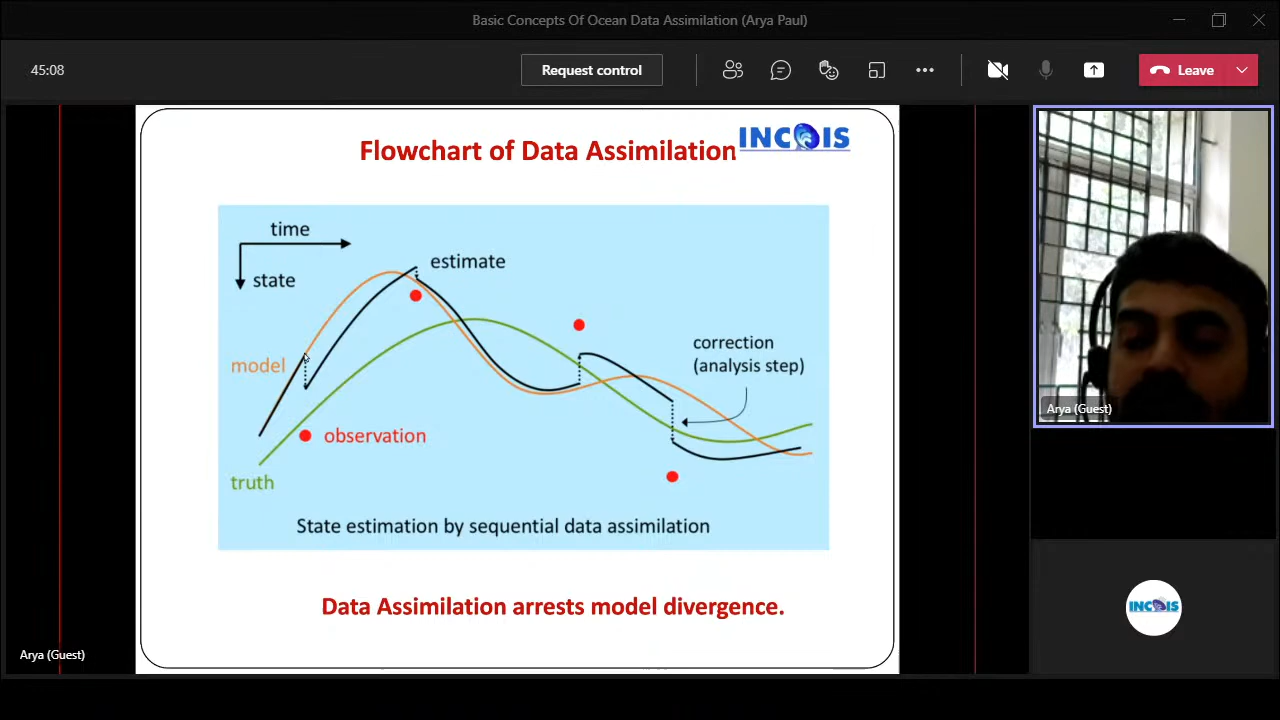 Basic Concepts Of Ocean Data Assimilation (Arya Paul)
45:08
Request control
Leave
Flowchart of Data Assimilation
INCOIS
time
state
estimate
model
correction
(analysis step)
observation
truth
State estimation by sequential data assimilation
Data Assimilation arrests model divergence.
Arya (Guest)
Arya (Guest)
INCOIS